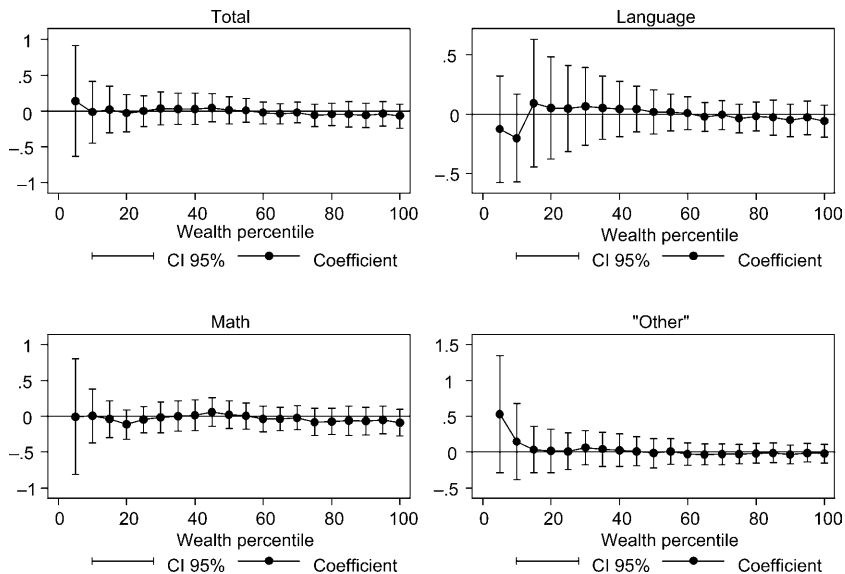 Total
1
.5
0
−.5
−1
0 20 40 60 80 100
Wealth percentile
CI 95% Coefficient
Language
.5
0
−.5
0 20 40 60 80 100
Wealth percentile
CI 95% Coefficient
Math
1
.5
0
−.5
−1
0 20 40 60 80 100
Wealth percentile
CI 95% Coefficient
"Other"
1.5
1
.5
0
−.5
0 20 40 60 80 100
Wealth percentile
CI 95% Coefficient